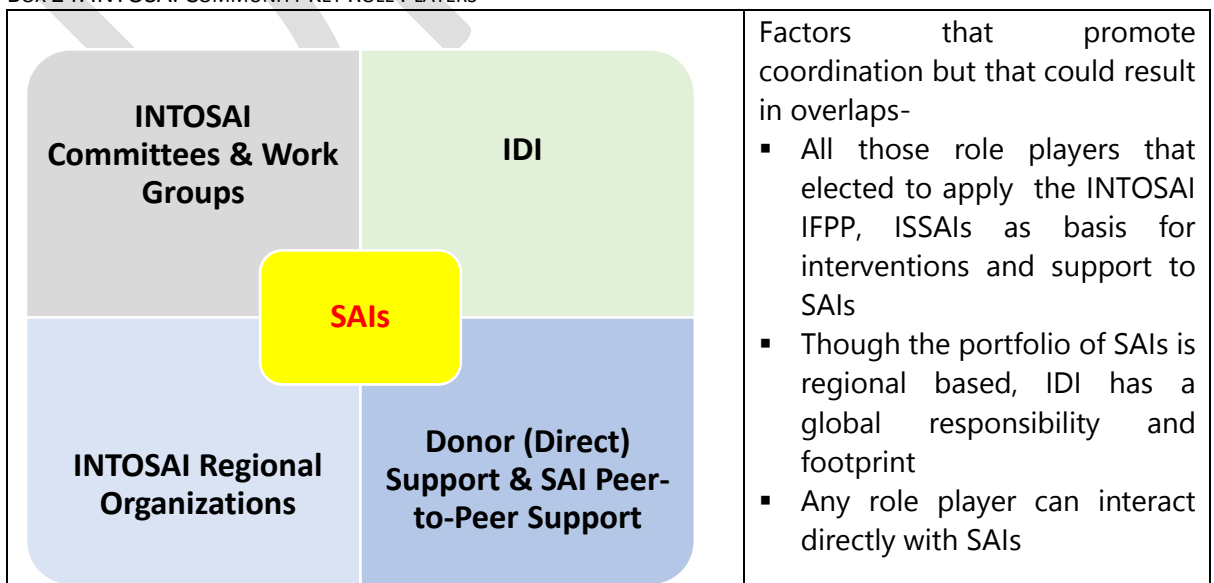 INTOSAI
Committees & Work
Groups
IDI
SAIs
INTOSAI Regional
Organizations
Donor (Direct)
Support & SAI Peer-
to-Peer Support
Factors that promote
coordination but that could result
in overlaps-
▪ All those role players that
elected to apply the INTOSAI
IFPP, ISSAIs as basis for
interventions and support to
SAIs
▪ Though the portfolio of SAIs is
regional based, IDI has a
global responsibility and
footprint
▪ Any role player can interact
directly with SAIs